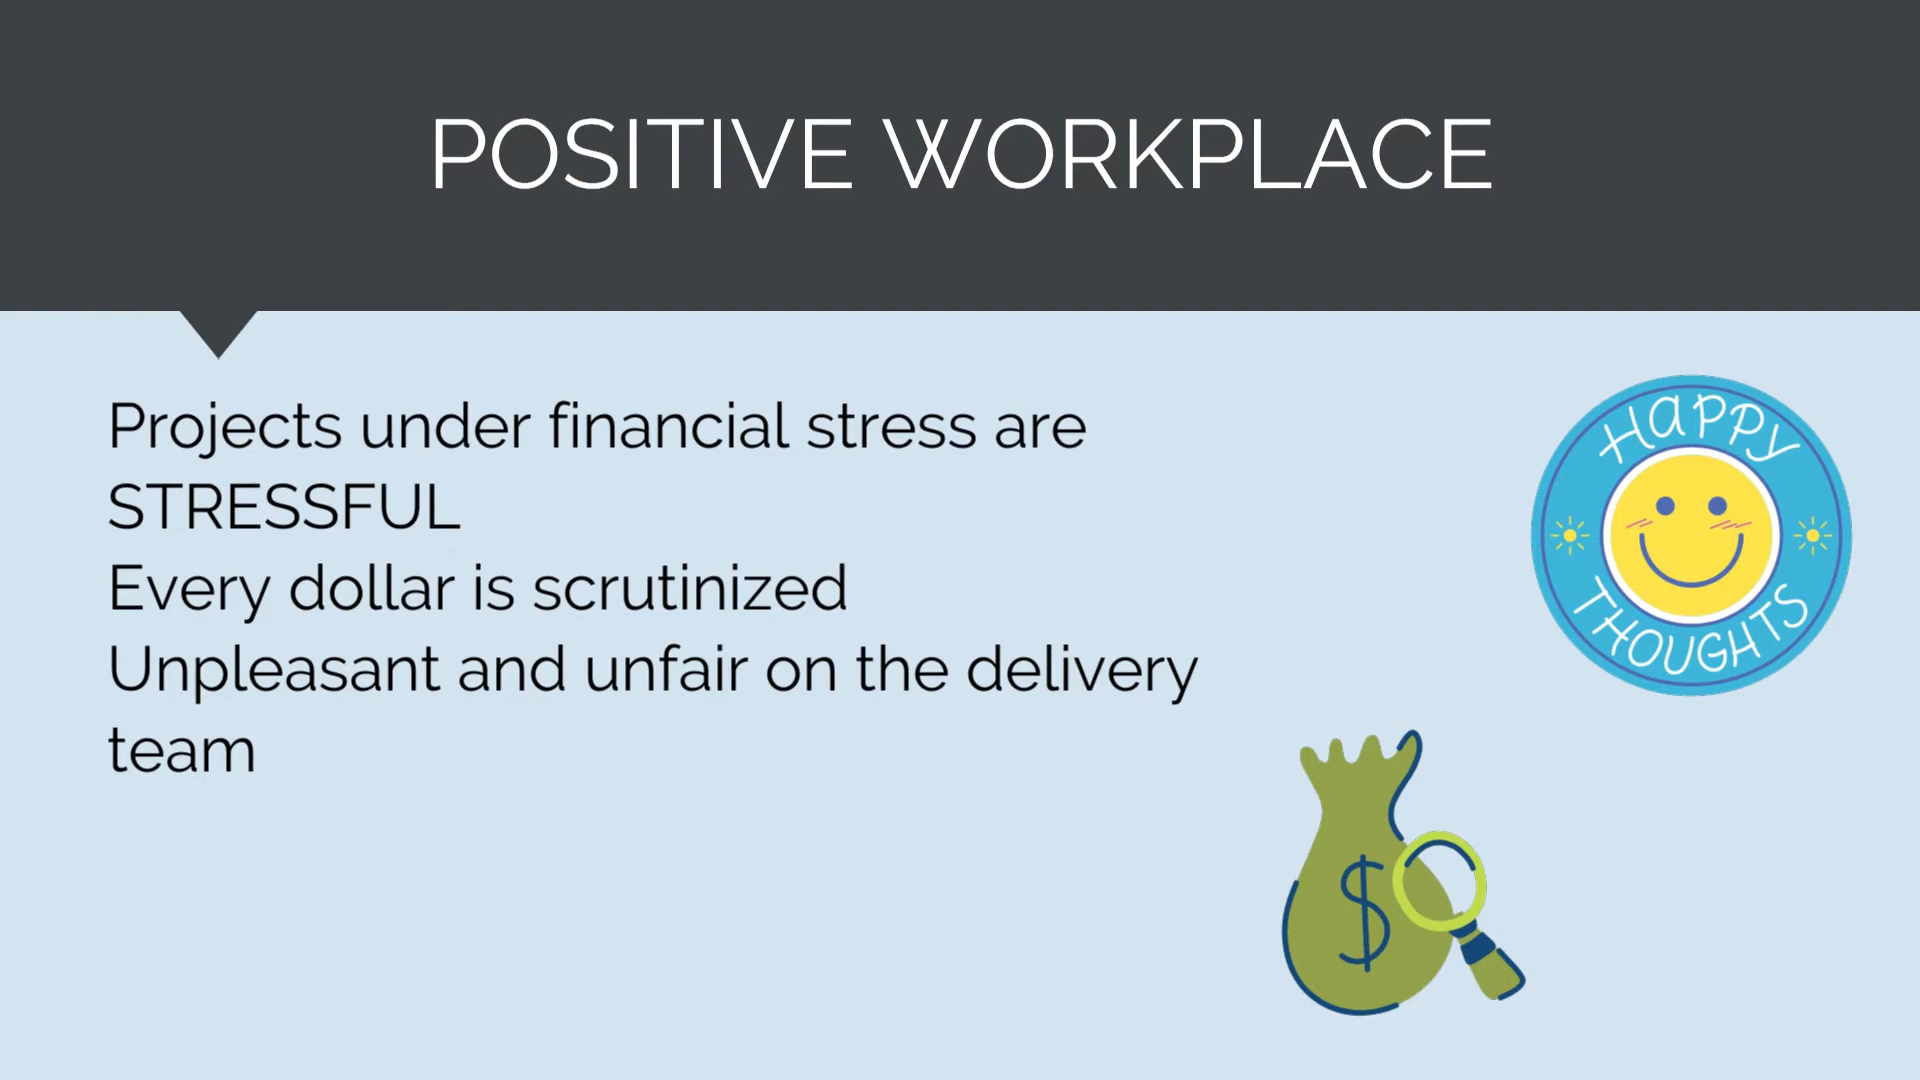 POSITIVE WORKPLACE
Projects under financial stress are
STRESSFUL
Every dollar is scrutinized
Unpleasant and unfair on the delivery
team
HAPPY
THOUGHTS
$